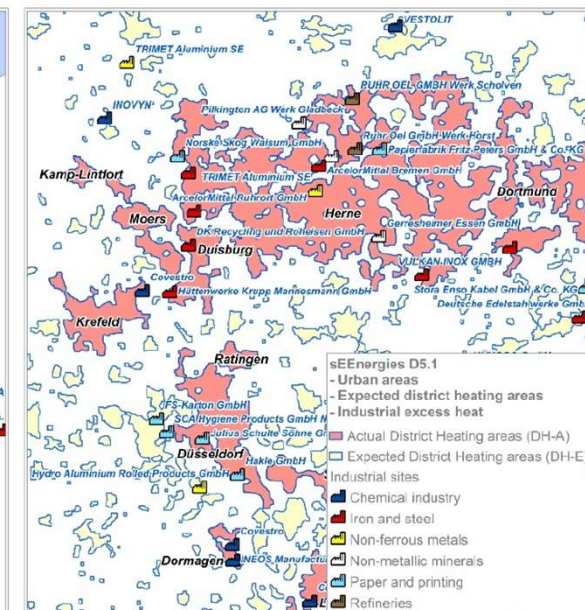 VESTOLIT
TRIMET Aluminium SE
RUHR OEL GMBH Werk Scholven
INOVYN
Pilkington AG Werk Gladbeck
Norske Skog Walsum GmbH
Ruhr Oel GmbH Werk Horst
Papierfabrik Fritz Peters GmbH & Co. KG
Kamp-Lintfort
TRIMET Aluminium SE
ArcelorMittal Bremen GmbH
Dortmund
ArcelorMittal Ruhrort GmbH
Moers
Herne
DK Recycling und Roheisen GmbH
Gerresheimer Essen GmbH
Duisburg
VULKAN INOX GMBH
Covestro
Hüttenwerke Krupp Mannesmann GmbH
Stora Enso Kabel GmbH & Co. KG
Deutsche Edelstahlwerke GmbH
Krefeld
Ratingen
sEEnergies D5.1
- Urban areas
- Expected district heating areas
- Industrial excess heat
FS-Karton GmbH
SCA Hygiene Products GmbH N
Julius Schulte Söhne G
Actual District Heating areas (DH-A)
Expected District Heating areas (DH-E)
Düsseldorf
Hakle GmbH
Industrial sites
Hydro Aluminium Rolled Products GmbH
Chemical industry
Iron and steel
Non-ferrous metals
Covestro
Non-metallic minerals
Dormagen
INEOS Manufactu
Paper and printing
Refineries